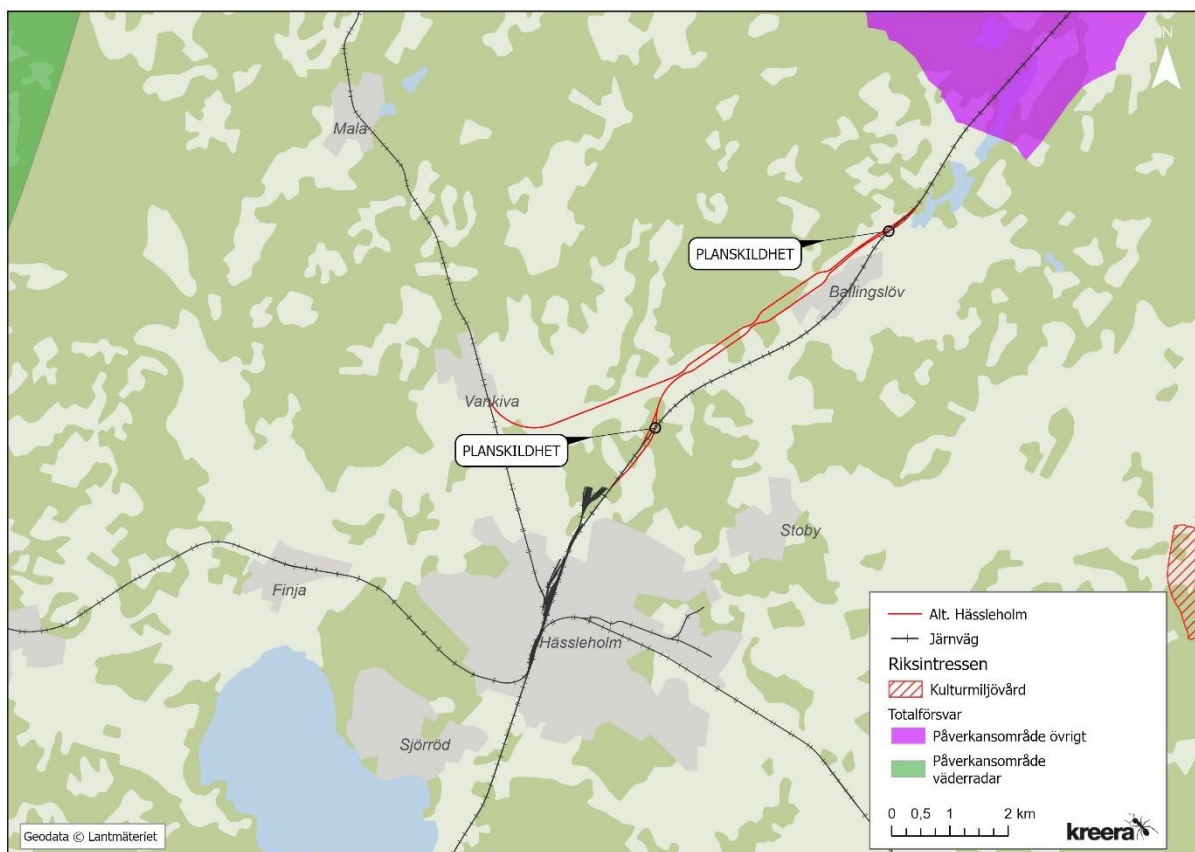 N
Mala
PLANSKILDHET
Ballingslöv
Vankiva
PLANSKILDHET
Stoby
Finja
Hässleholm
Sjörröd
Alt. Hässleholm
Järnväg
Riksintressen
Kulturmiljövård
Totalförsvar
Påverkansområde övrigt
Påverkansområde
väderradar
0 0,5 1 2 km
kreera
Geodata © Lantmäteriet